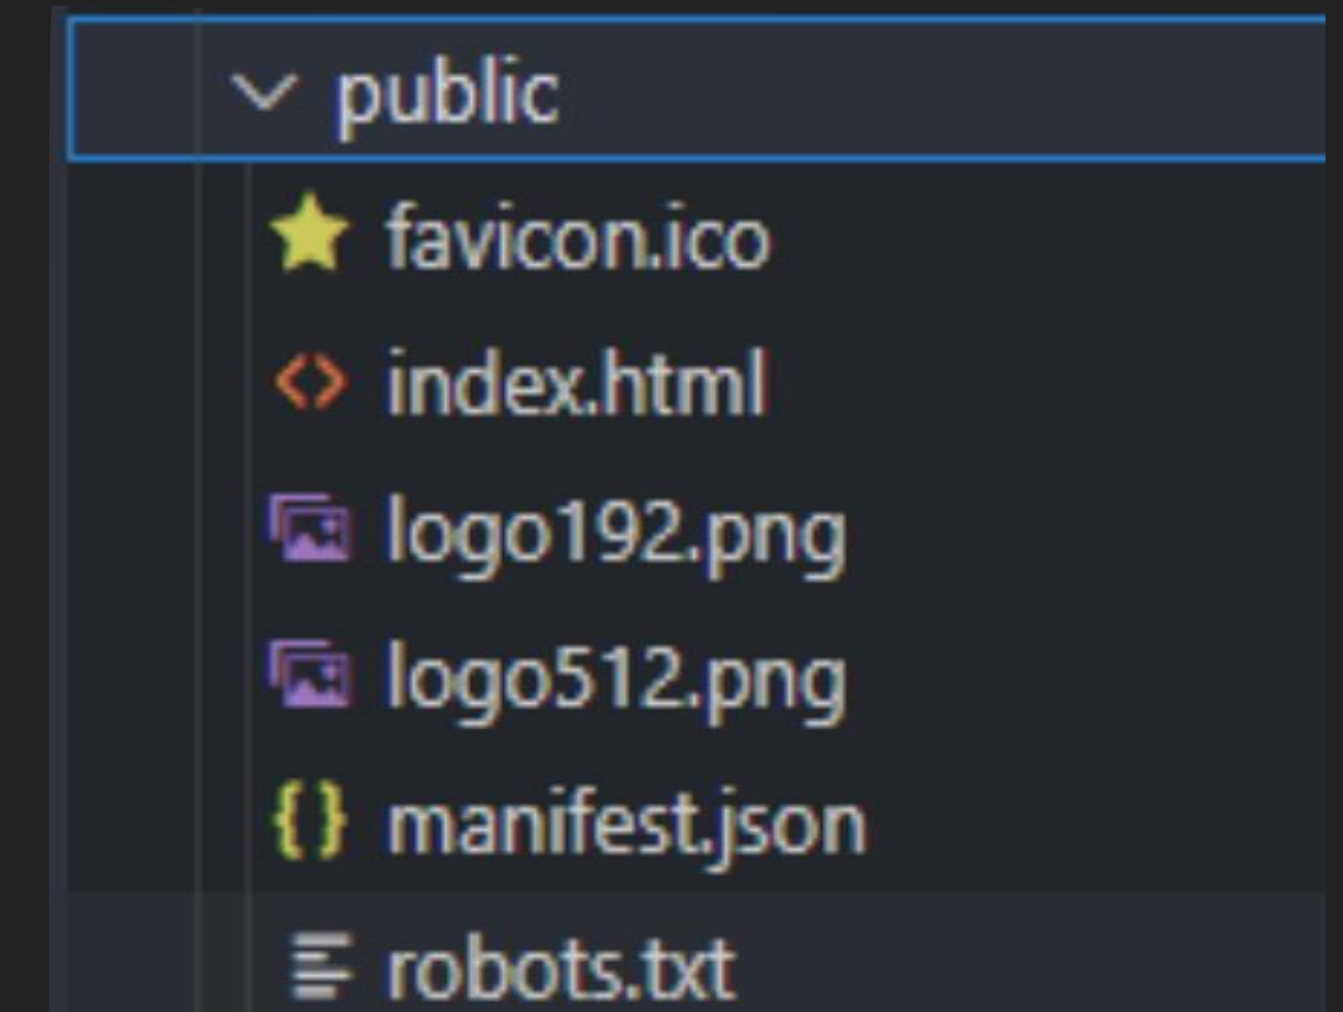 public
favicon.ico
index.html
logo192.png
logo512.png
manifest.json
robots.txt